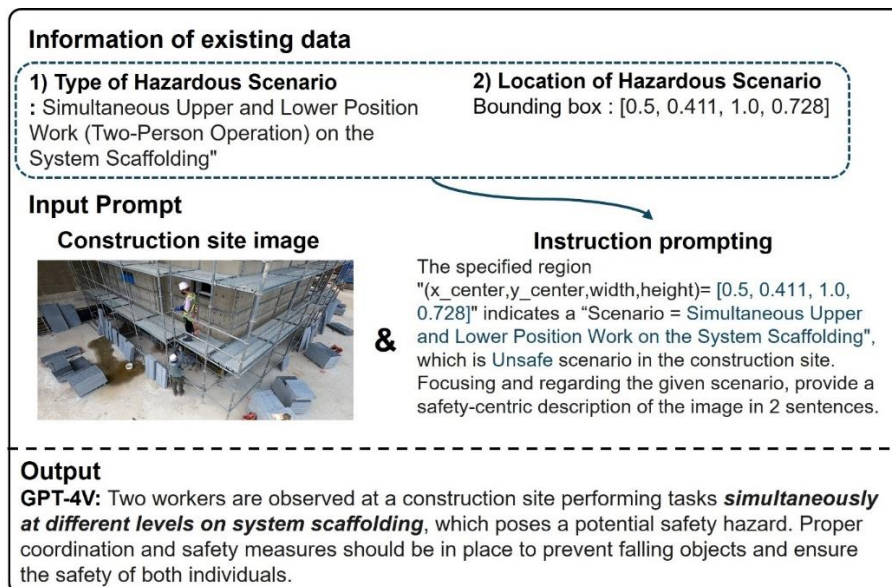 Information of existing data
1) Type of Hazardous Scenario
: Simultaneous Upper and Lower Position
Work (Two-Person Operation) on the
System Scaffolding"
2) Location of Hazardous Scenario
Bounding box : [0.5, 0.411, 1.0, 0.728]
Input Prompt
Construction site image
&
Instruction prompting
The specified region
"(x_center,y_center,width,height)= [0.5, 0.411, 1.0,
0.728]" indicates a “Scenario = Simultaneous Upper
and Lower Position Work on the System Scaffolding",
which is Unsafe scenario in the construction site.
Focusing and regarding the given scenario, provide a
safety-centric description of the image in 2 sentences.
Output
GPT-4V: Two workers are observed at a construction site performing tasks simultaneously
at different levels on system scaffolding, which poses a potential safety hazard. Proper
coordination and safety measures should be in place to prevent falling objects and ensure
the safety of both individuals.